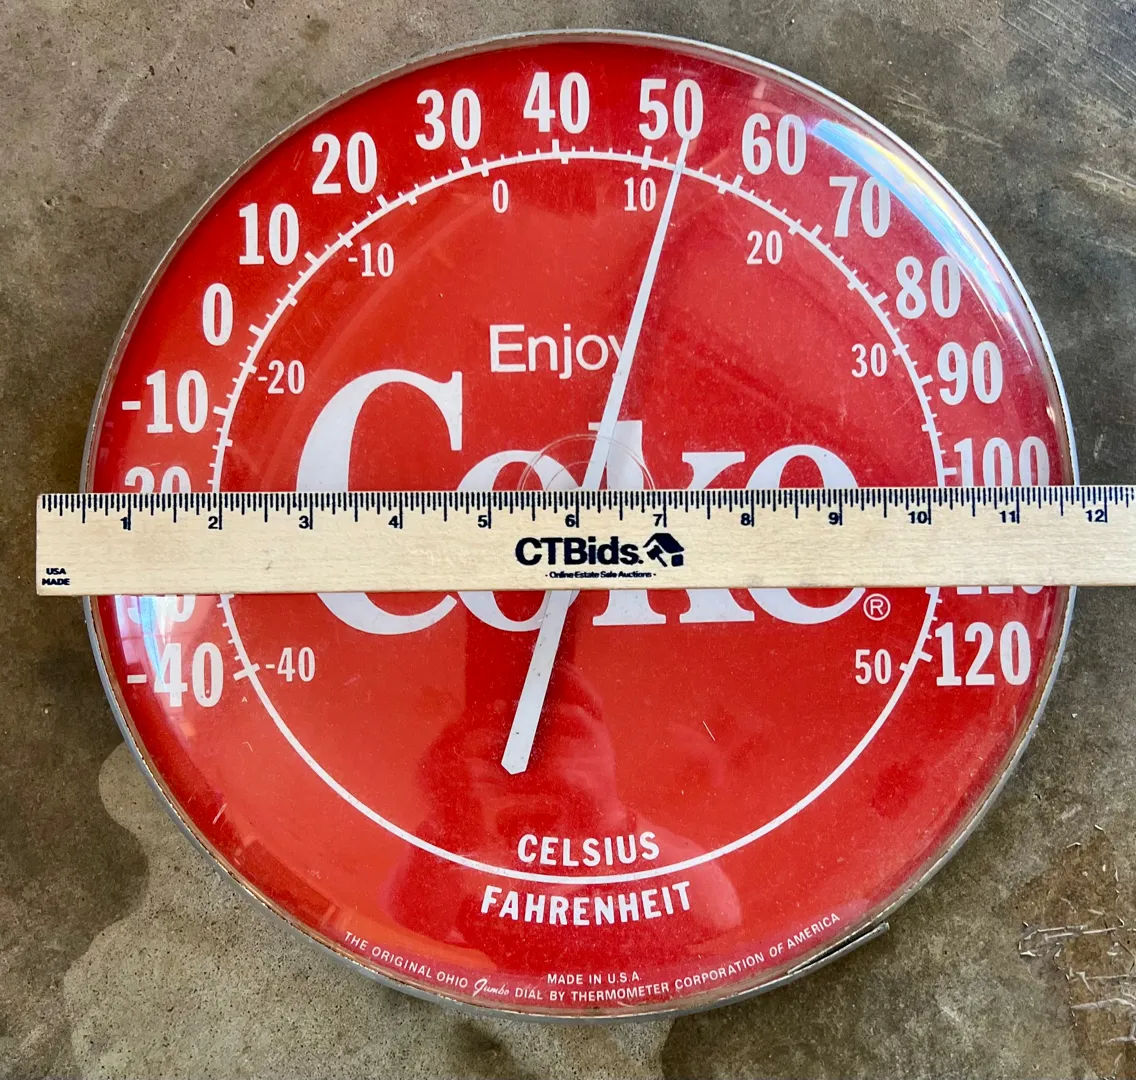 40
30 50
20 60
10 70
0 80
-10 90
100
0 10
-10 20
-20 30
Enjoy
Coke
1 2 3 4 5 6 7 8 9 10 11 12
CTBids.
- Online Estate Sale Auctions -
USA
MADE
®
-40 -40 50 120
CELSIUS
FAHRENHEIT
MADE IN U.S.A.
THE ORIGINAL OHIO Jumbo DIAL BY THERMOMETER CORPORATION OF AMERICA